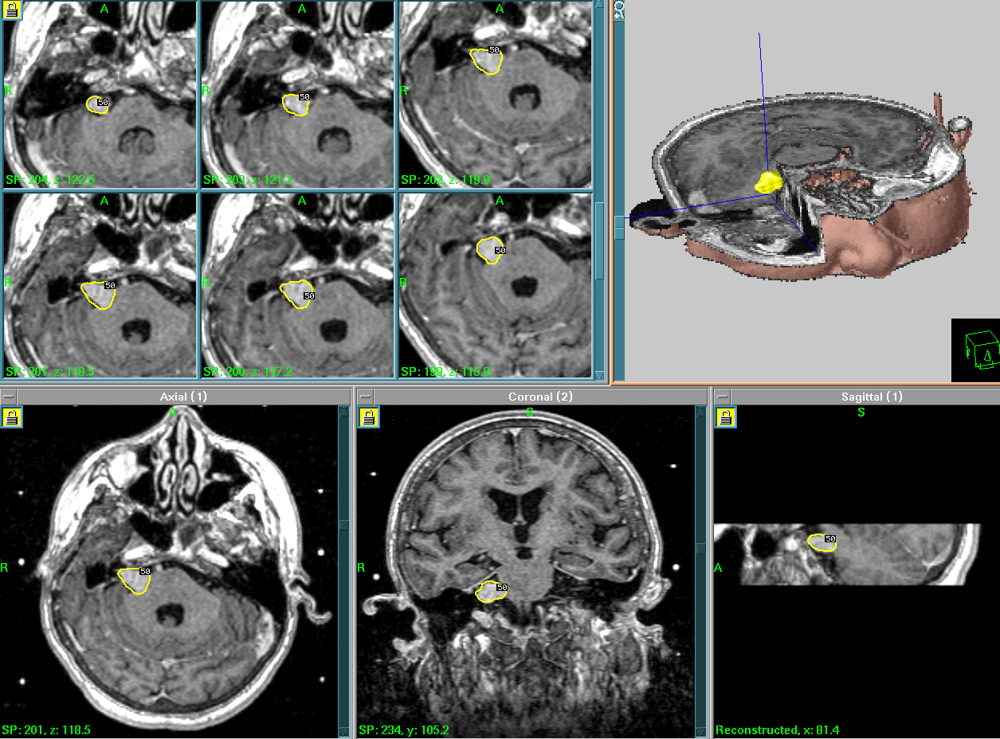 A
R
50
SP: 204, z: 122.5
A
R
50
SP: 203, z: 121.2
A
R
50
SP: 202, z: 119.8
A
R
50
SP: 201, z: 118.5
A
R
50
SP: 200, z: 117.2
A
R
50
SP: 199, z: 115.8
Axial (1)
A
R
50
SP: 201, z: 118.5
Coronal (2)
S
R
50
SP: 234, y: 105.2
Sagittal (1)
S
A
50
Reconstructed, x: 81.4